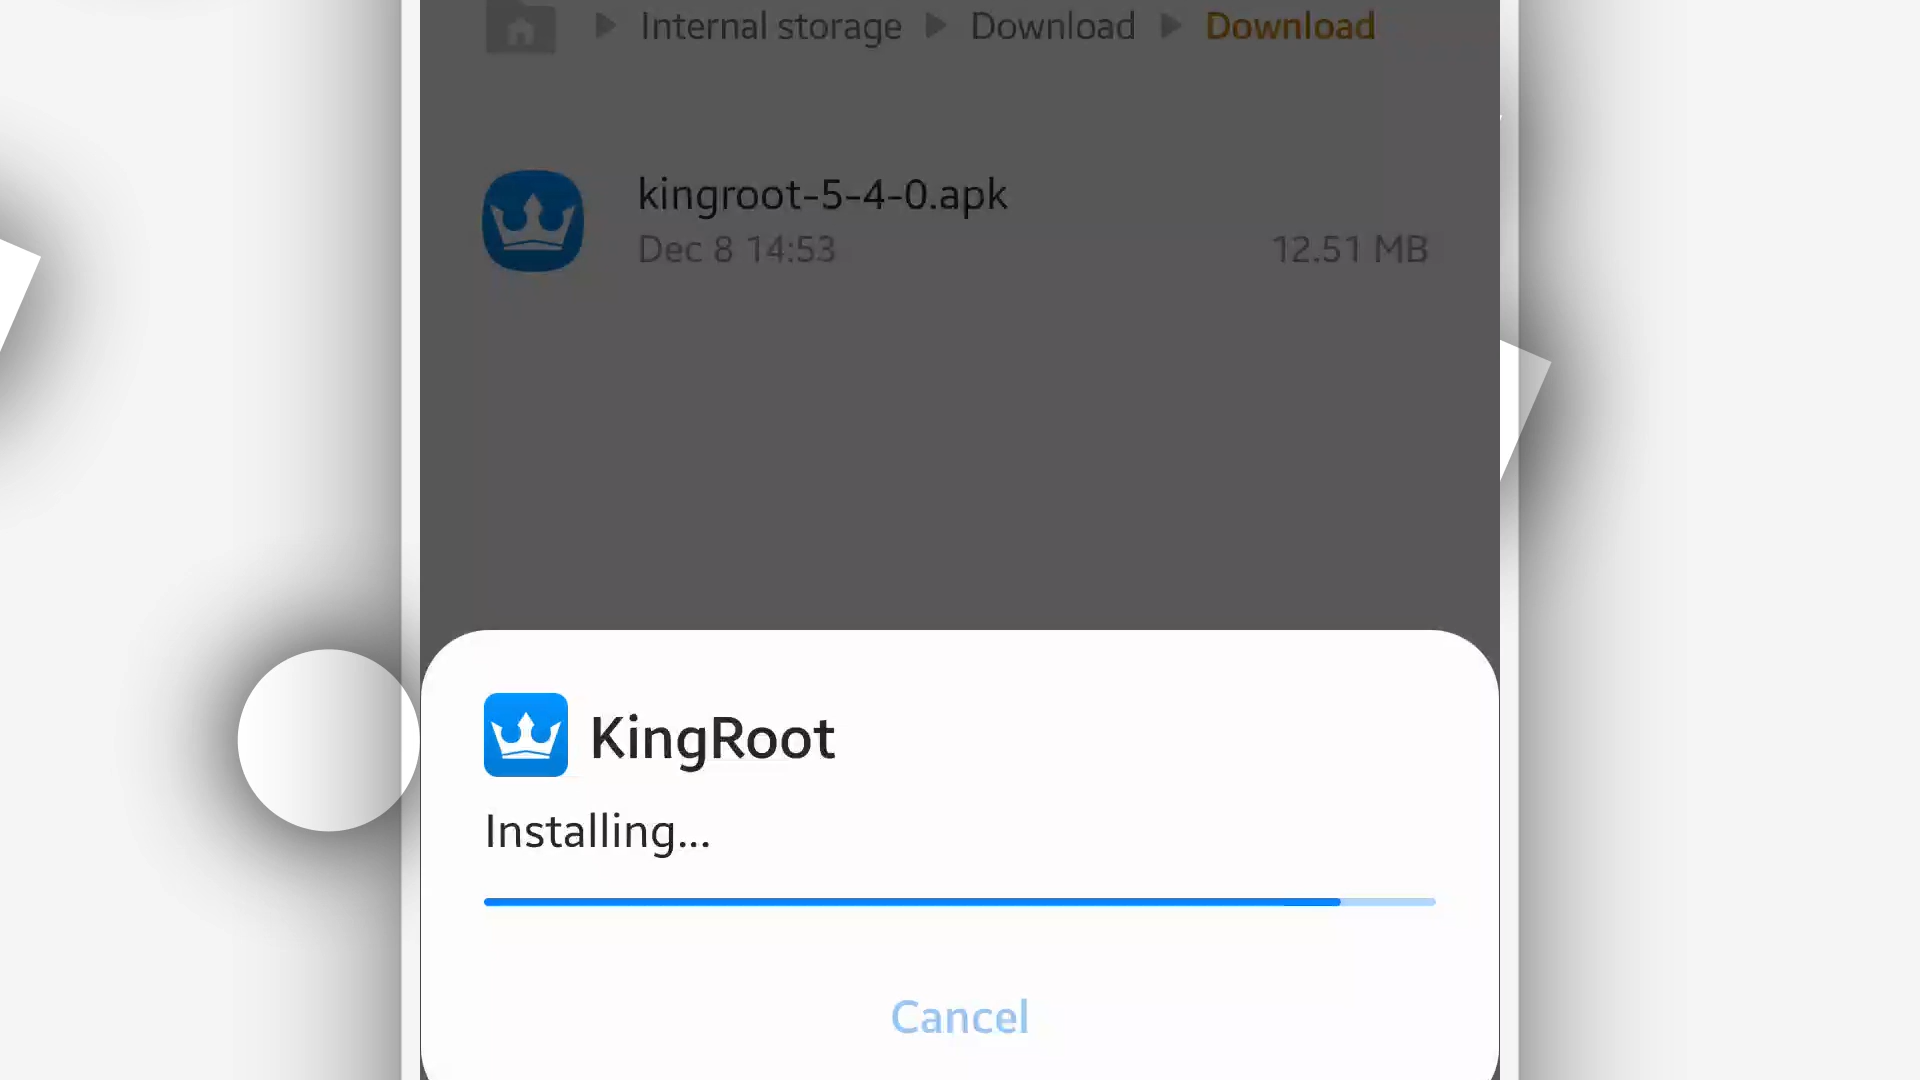 Internal storage Download Download
kingroot-5-4-0.apk
Dec 8 14:53 12.51 MB
KingRoot
Installing...
Cancel